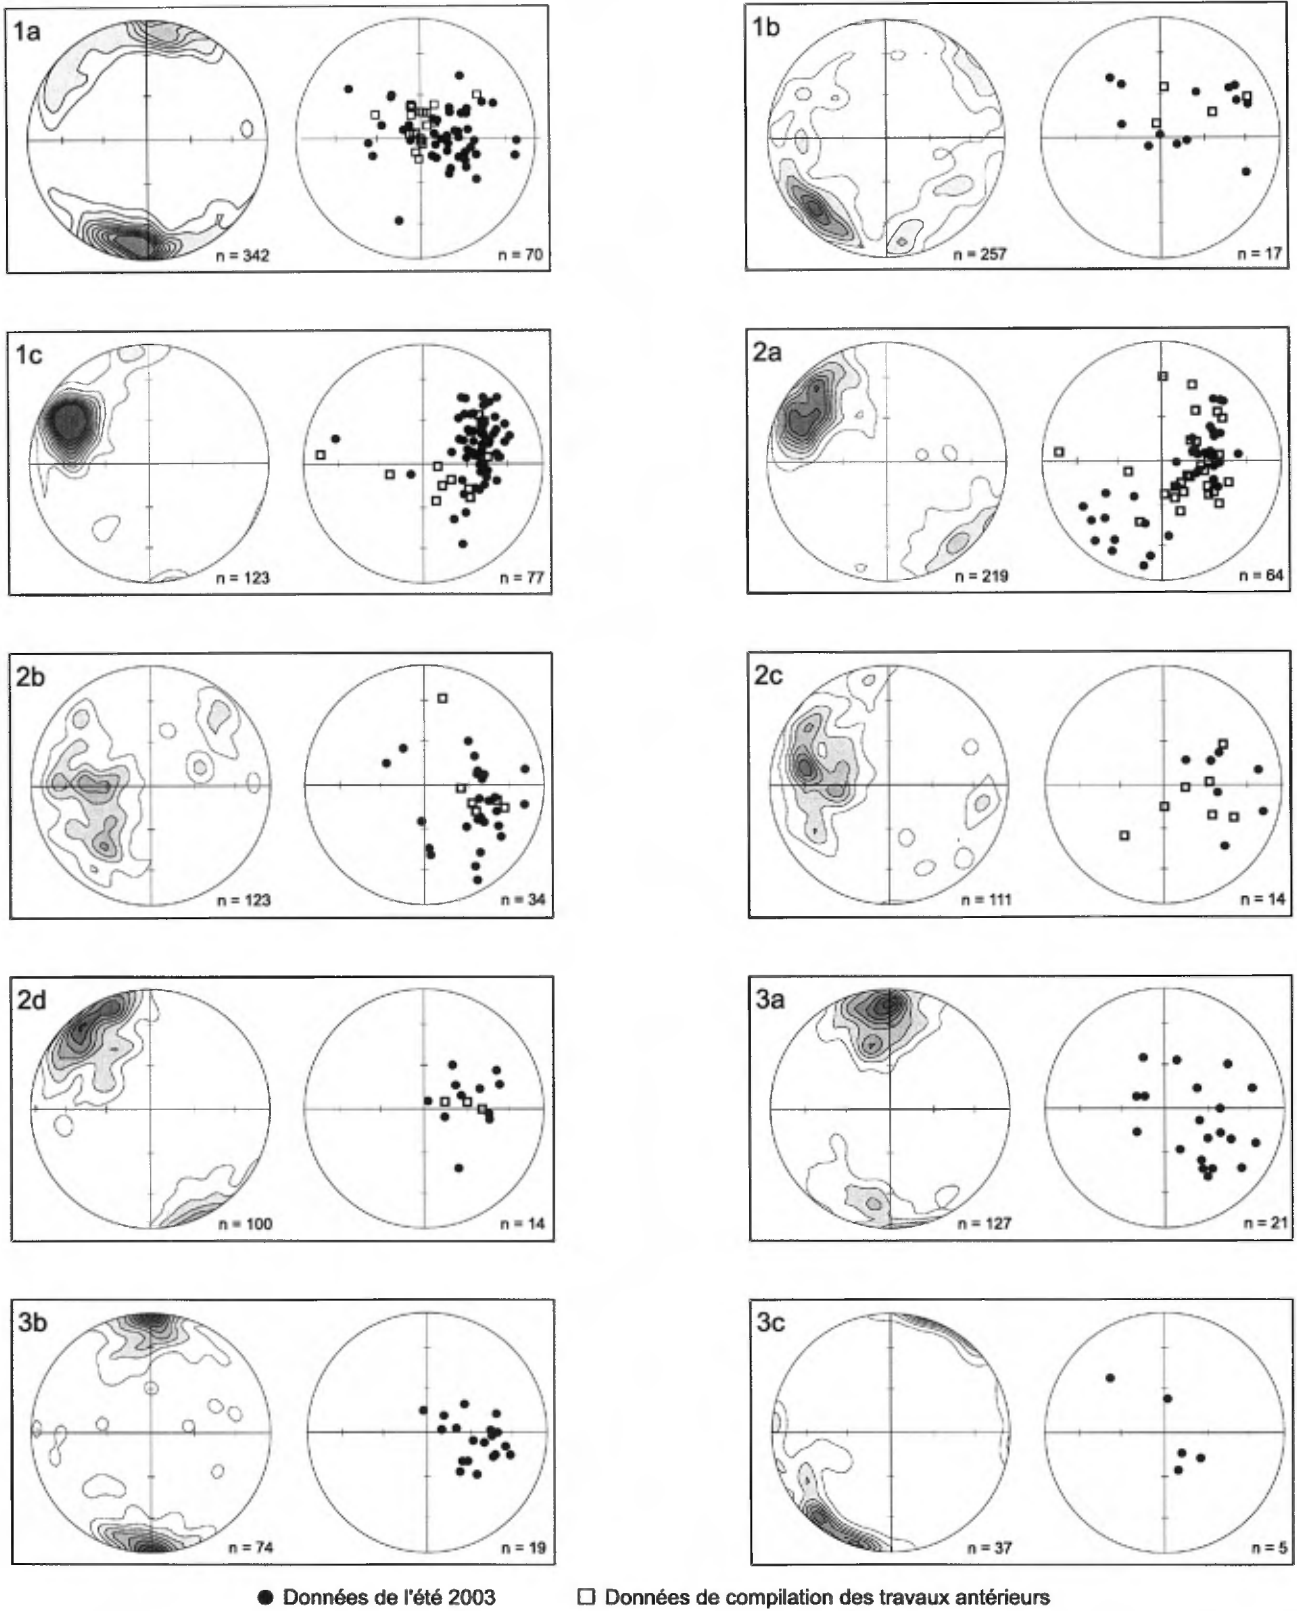 1a
n = 342
n = 70
1b
n = 257
n = 17
1c
n = 123
n = 77
2a
n = 219
n = 64
2b
n = 123
n = 34
2c
n = 111
n = 14
2d
n = 100
n = 14
3a
n = 127
n = 21
3b
n = 74
n = 19
3c
n = 37
n = 5
Données de l'été 2003
Données de compilation des travaux antérieurs